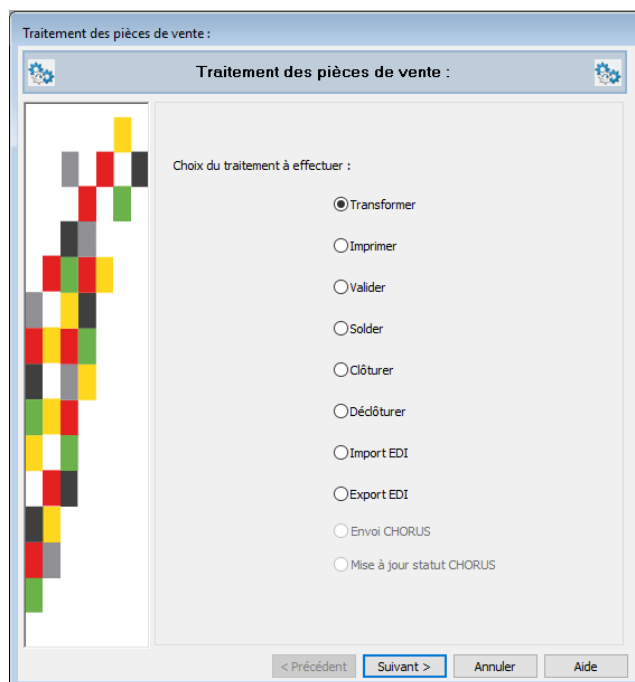 Traitement des pièces de vente :
Traitement des pièces de vente :
Choix du traitement à effectuer :
Transformer
Imprimer
Valider
Solder
Clôturer
Déclôturer
Import EDI
Export EDI
Envoi CHORUS
Mise à jour statut CHORUS
< Précédent Suivant > Annuler Aide